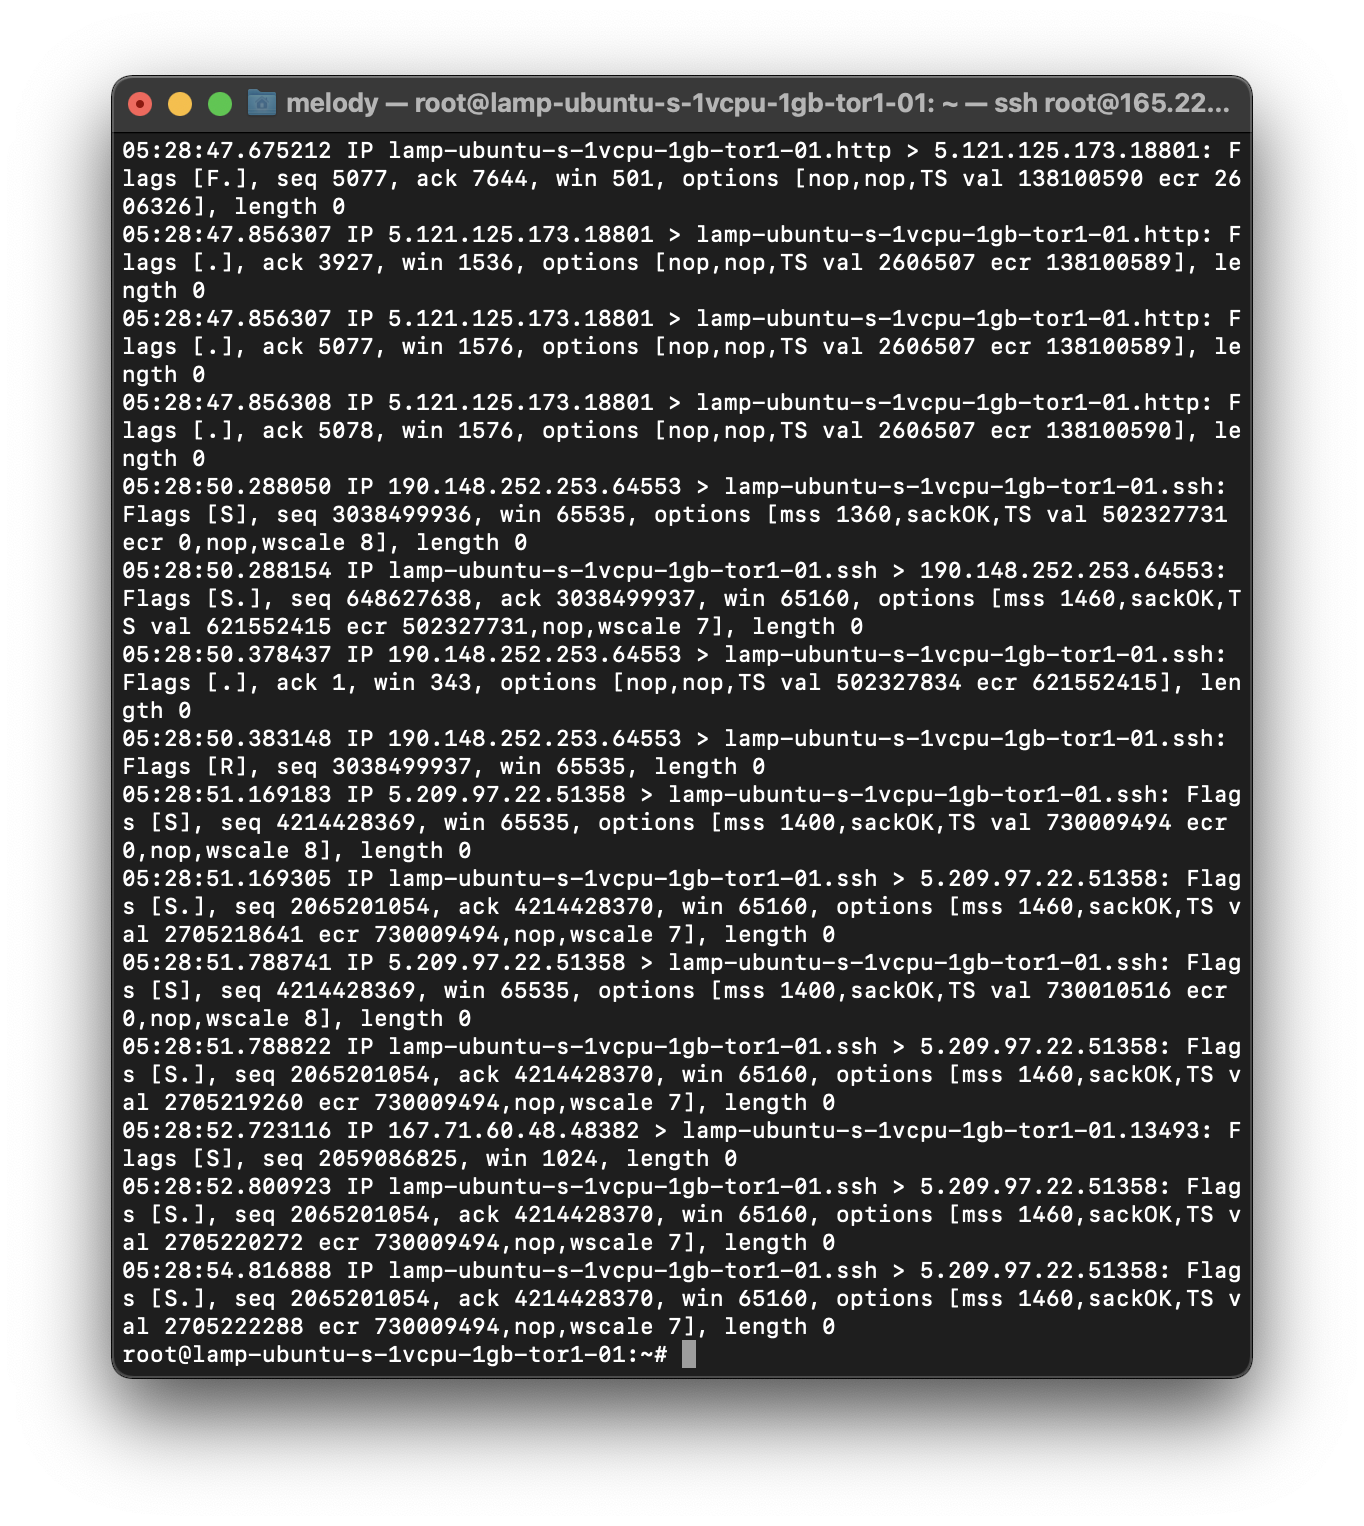 melody — root@lamp-ubuntu-s-1vcpu-1gb-tor1-01: ~ — ssh root@165.22...
05:28:47.675212 IP lamp-ubuntu-s-1vcpu-1gb-tor1-01.http > 5.121.125.173.18801: F
lags [F.], seq 5077, ack 7644, win 501, options [nop,nop,TS val 138100590 ecr 26
06326], length 0
05:28:47.856307 IP 5.121.125.173.18801 > lamp-ubuntu-s-1vcpu-1gb-tor1-01.http: F
lags [.], ack 3927, win 1536, options [nop,nop,TS val 2606507 ecr 138100589], le
ngth 0
05:28:47.856307 IP 5.121.125.173.18801 > lamp-ubuntu-s-1vcpu-1gb-tor1-01.http: F
lags [.], ack 5077, win 1576, options [nop,nop,TS val 2606507 ecr 138100589], le
ngth 0
05:28:47.856308 IP 5.121.125.173.18801 > lamp-ubuntu-s-1vcpu-1gb-tor1-01.http: F
lags [.], ack 5078, win 1576, options [nop,nop,TS val 2606507 ecr 138100590], le
ngth 0
05:28:50.288050 IP 190.148.252.253.64553 > lamp-ubuntu-s-1vcpu-1gb-tor1-01.ssh:
Flags [S], seq 3038499936, win 65535, options [mss 1360,sackOK,TS val 502327731
ecr 0,nop,wscale 8], length 0
05:28:50.288154 IP lamp-ubuntu-s-1vcpu-1gb-tor1-01.ssh > 190.148.252.253.64553:
Flags [S.], seq 648627638, ack 3038499937, win 65160, options [mss 1460,sackOK,T
S val 621552415 ecr 502327731,nop,wscale 7], length 0
05:28:50.378437 IP 190.148.252.253.64553 > lamp-ubuntu-s-1vcpu-1gb-tor1-01.ssh:
Flags [.], ack 1, win 343, options [nop,nop,TS val 502327834 ecr 621552415], len
gth 0
05:28:50.383148 IP 190.148.252.253.64553 > lamp-ubuntu-s-1vcpu-1gb-tor1-01.ssh:
Flags [R], seq 3038499937, win 65535, length 0
05:28:51.169183 IP 5.209.97.22.51358 > lamp-ubuntu-s-1vcpu-1gb-tor1-01.ssh: Flag
s [S], seq 4214428369, win 65535, options [mss 1400,sackOK,TS val 730009494 ecr
0,nop,wscale 8], length 0
05:28:51.169305 IP lamp-ubuntu-s-1vcpu-1gb-tor1-01.ssh > 5.209.97.22.51358: Flag
s [S.], seq 2065201054, ack 4214428370, win 65160, options [mss 1460,sackOK,TS v
al 2705218641 ecr 730009494,nop,wscale 7], length 0
05:28:51.788741 IP 5.209.97.22.51358 > lamp-ubuntu-s-1vcpu-1gb-tor1-01.ssh: Flag
s [S], seq 4214428369, win 65535, options [mss 1400,sackOK,TS val 730010516 ecr
0,nop,wscale 8], length 0
05:28:51.788822 IP lamp-ubuntu-s-1vcpu-1gb-tor1-01.ssh > 5.209.97.22.51358: Flag
s [S.], seq 2065201054, ack 4214428370, win 65160, options [mss 1460,sackOK,TS v
al 2705219260 ecr 730009494,nop,wscale 7], length 0
05:28:52.723116 IP 167.71.60.48.48382 > lamp-ubuntu-s-1vcpu-1gb-tor1-01.13493: F
lags [S], seq 2059086825, win 1024, length 0
05:28:52.800923 IP lamp-ubuntu-s-1vcpu-1gb-tor1-01.ssh > 5.209.97.22.51358: Flag
s [S.], seq 2065201054, ack 4214428370, win 65160, options [mss 1460,sackOK,TS v
al 2705220272 ecr 730009494,nop,wscale 7], length 0
05:28:54.816888 IP lamp-ubuntu-s-1vcpu-1gb-tor1-01.ssh > 5.209.97.22.51358: Flag
s [S.], seq 2065201054, ack 4214428370, win 65160, options [mss 1460,sackOK,TS v
al 2705222288 ecr 730009494,nop,wscale 7], length 0
root@lamp-ubuntu-s-1vcpu-1gb-tor1-01:~#